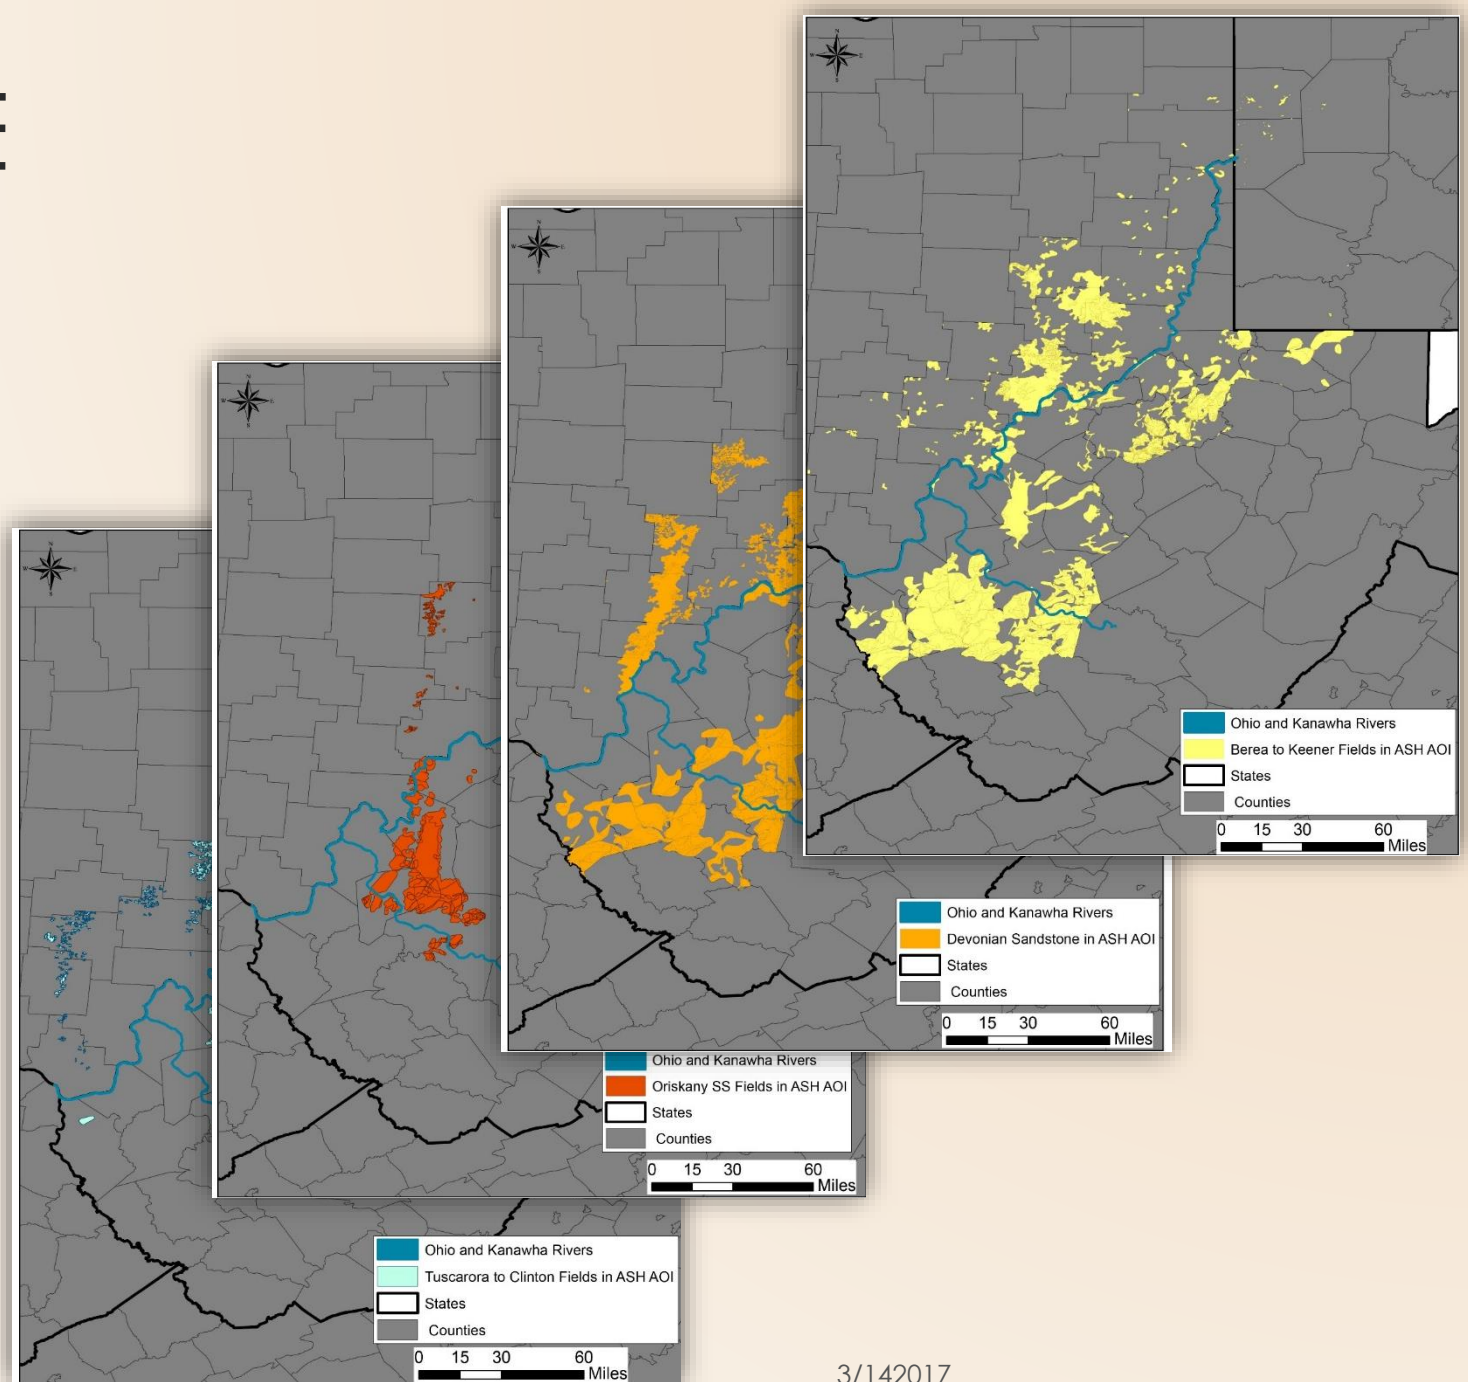 N
W
E
S
Ohio and Kanawha Rivers
Berea to Keener Fields in ASH AOI
States
Counties
0 15 30 60
Miles
N
W
E
S
Ohio and Kanawha Rivers
Devonian Sandstone in ASH AOI
States
Counties
0 15 30 60
Miles
N
W
E
S
Ohio and Kanawha Rivers
Oriskany SS Fields in ASH AOI
States
Counties
0 15 30 60
Miles
N
W
E
S
Ohio and Kanawha Rivers
Tuscarora to Clinton Fields in ASH AOI
States
Counties
0 15 30 60
Miles
3/142017